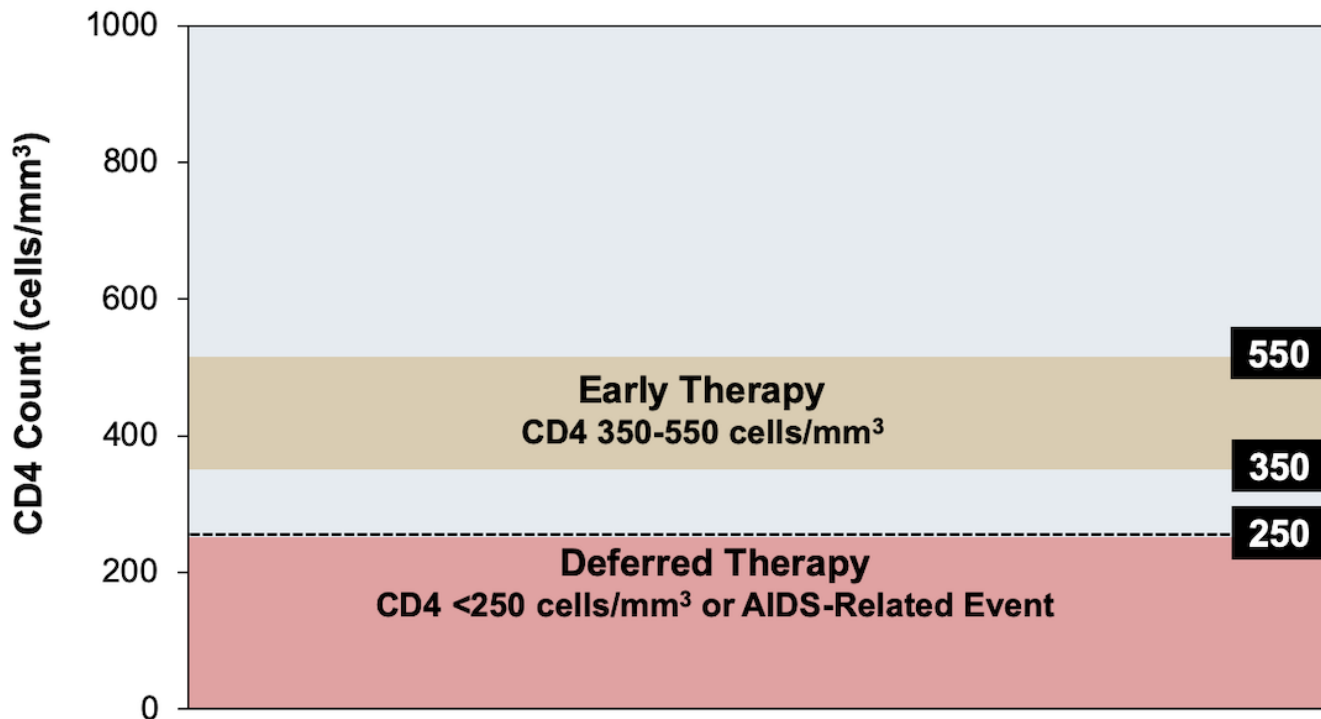 1000
800
600
400
200
0
CD4 Count (cells/mm³)
550
Early Therapy
CD4 350-550 cells/mm³
350
250
Deferred Therapy
CD4 <250 cells/mm³ or AIDS-Related Event